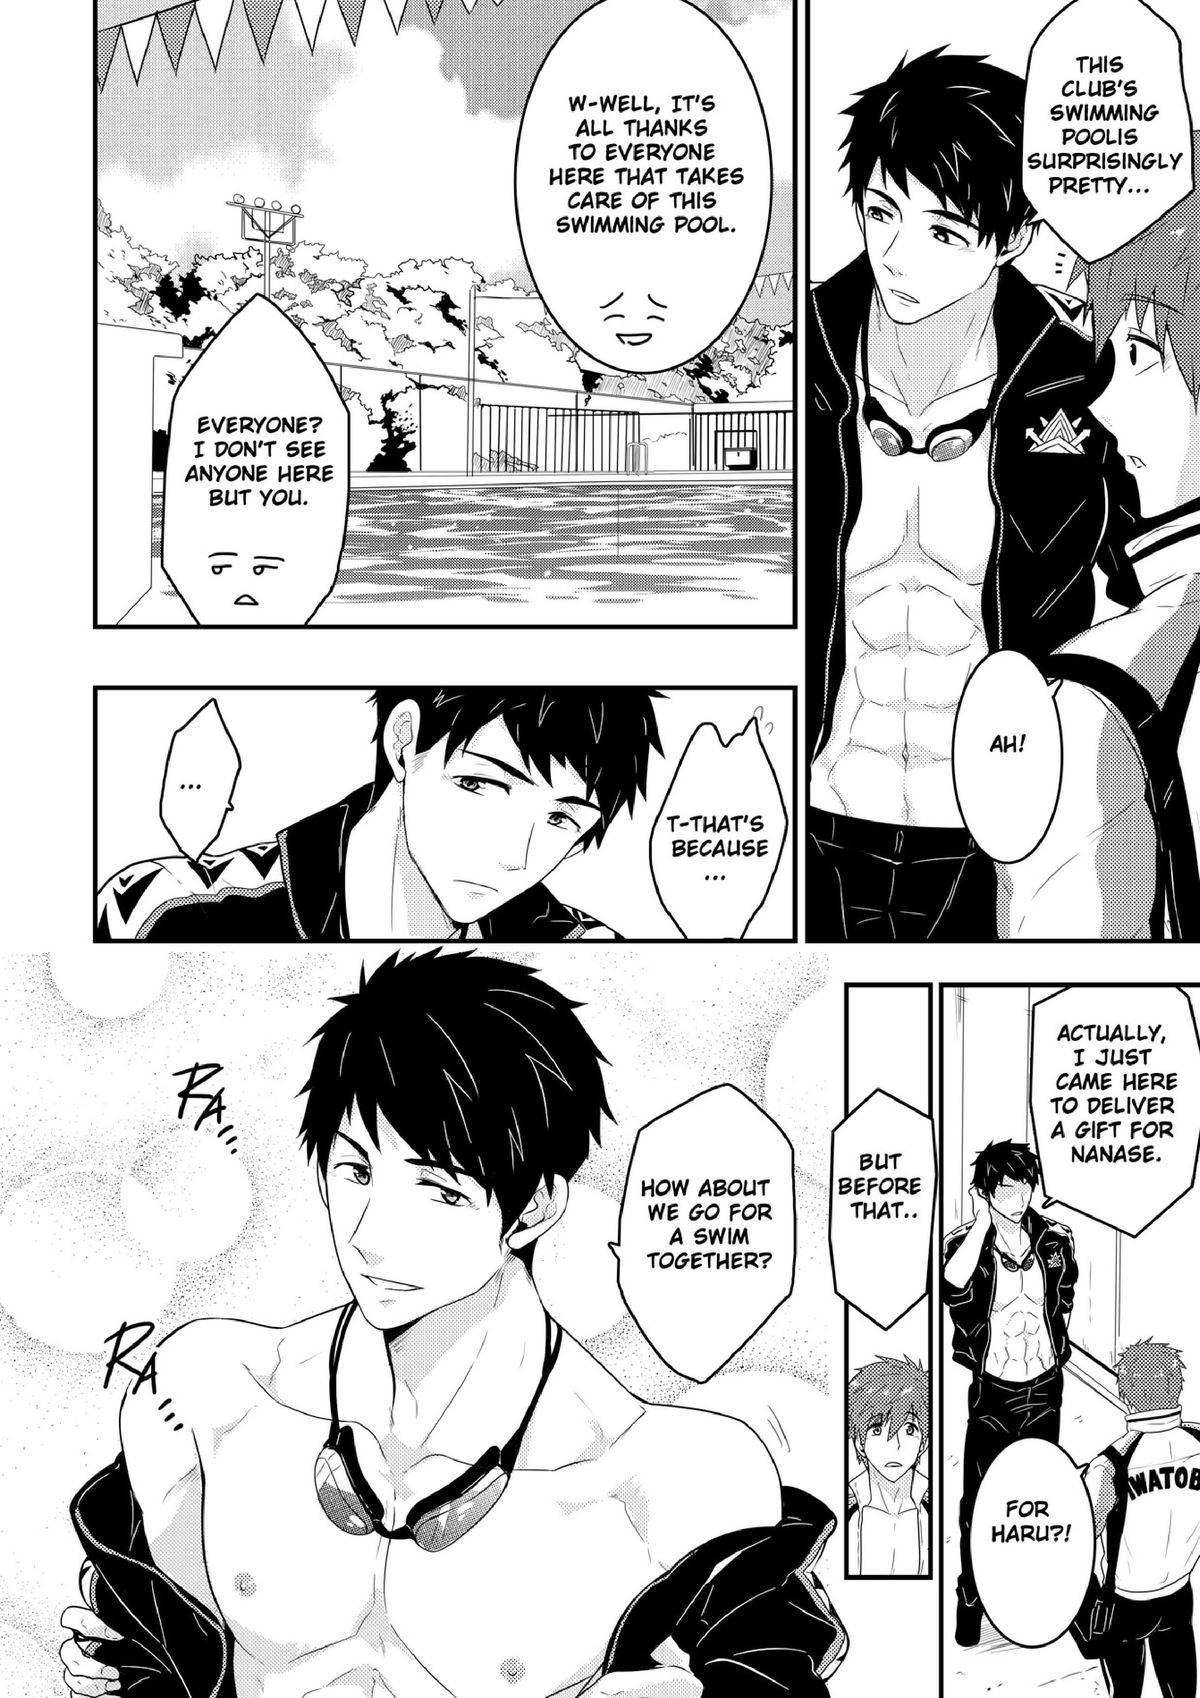 THIS
CLUB'S
SWIMMING
POOLIS
SURPRISINGLY
PRETTY...
AH!
W-WELL, IT'S
ALL THANKS
TO EVERYONE
HERE THAT TAKES
CARE OF THIS
SWIMMING POOL.
EVERYONE?
I DON'T SEE
ANYONE HERE
BUT YOU.
T-THAT'S
BECAUSE
...
...
ACTUALLY,
I JUST
CAME HERE
TO DELIVER
A GIFT FOR
NANASE.
FOR
HARU?!
IWATOB
BUT
BEFORE
THAT..
HOW ABOUT
WE GO FOR
A SWIM
TOGETHER?
RA...
RA...